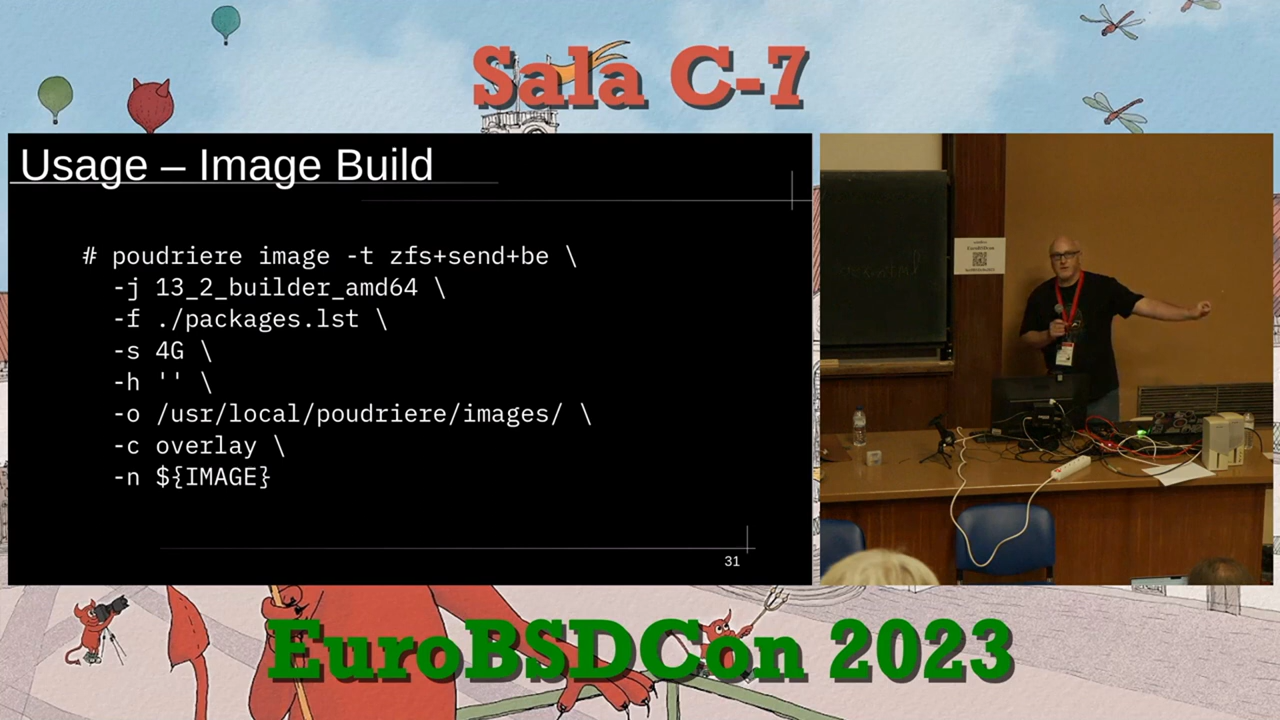 Sala C-7
Usage – Image Build
# poudriere image -t zfs+send+be \
-j 13_2_builder_amd64 \
-f ./packages.lst \
-s 4G \
-h '' \
-o /usr/local/poudriere/images/ \
-c overlay \
-n ${IMAGE}
31
EuroBSDCon 2023